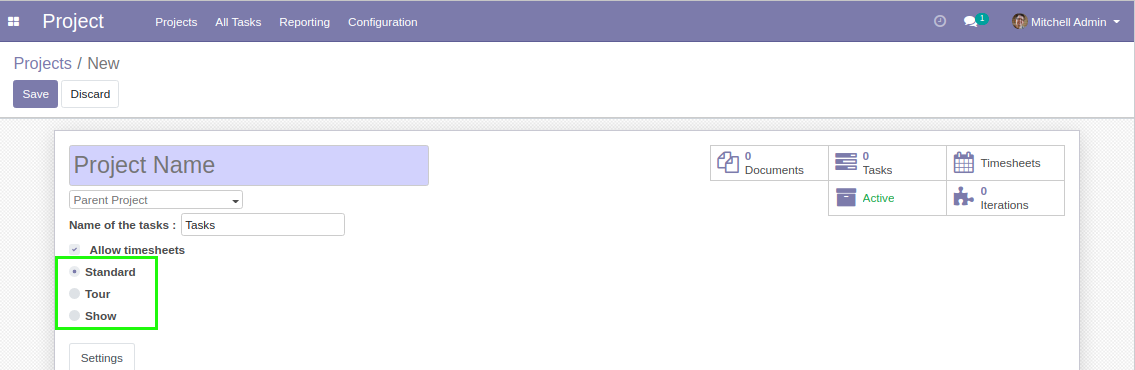 Project Projects All Tasks Reporting Configuration 1 Mitchell Admin
Projects / New
Save Discard
Project Name
0 Documents
0 Tasks
Timesheets
Parent Project
Active
0 Iterations
Name of the tasks : Tasks
Allow timesheets
Standard
Tour
Show
Settings